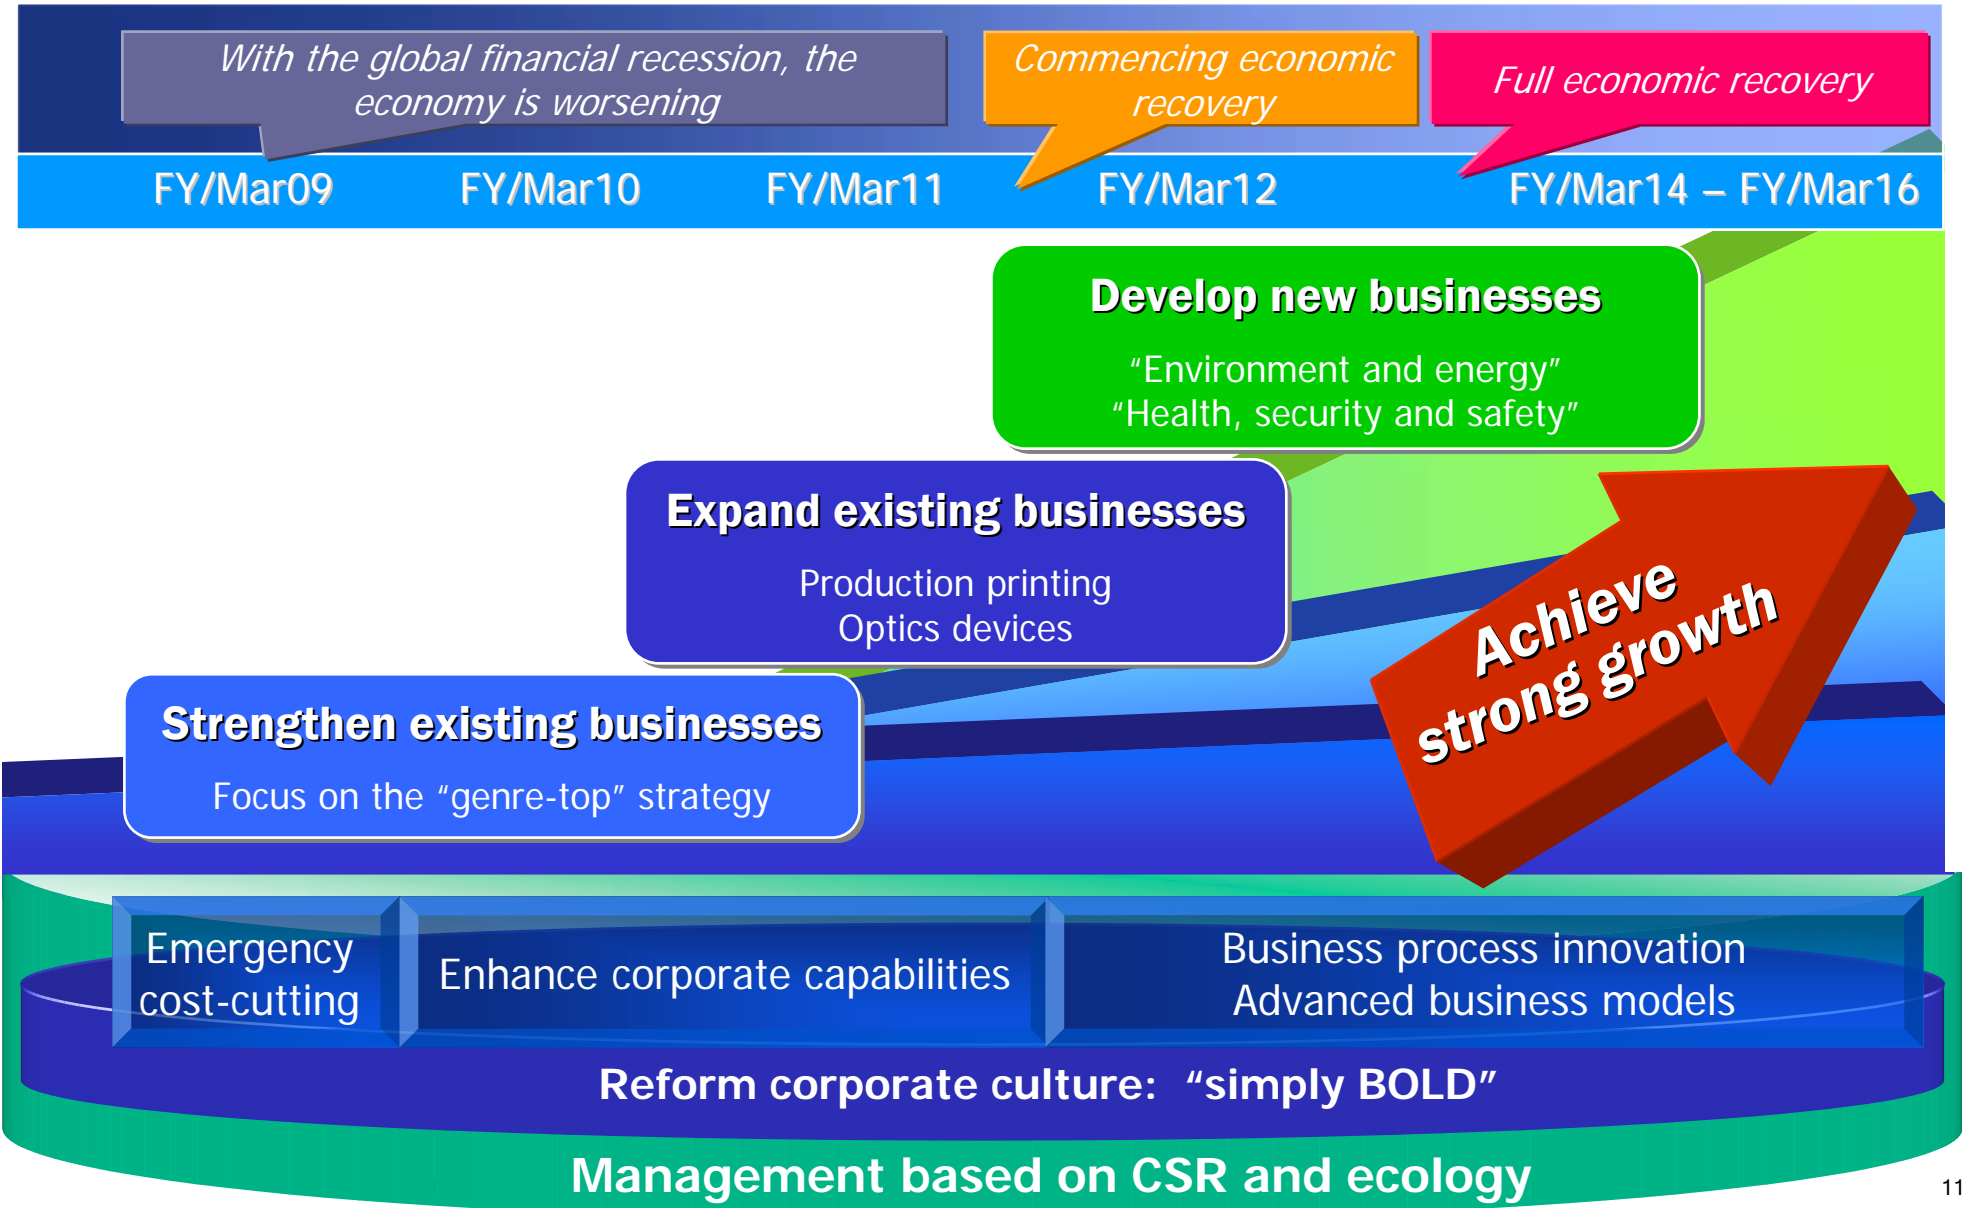 With the global financial recession, the
economy is worsening
Commencing economic
recovery
Full economic recovery
FY/Mar09
FY/Mar10
FY/Mar11
FY/Mar12
FY/Mar14 – FY/Mar16
Develop new businesses
“Environment and energy”
“Health, security and safety”
Expand existing businesses
Production printing
Optics devices
Achieve
strong growth
Strengthen existing businesses
Focus on the “genre-top” strategy
Emergency
cost-cutting
Enhance corporate capabilities
Business process innovation
Advanced business models
Reform corporate culture: “simply BOLD”
Management based on CSR and ecology
11